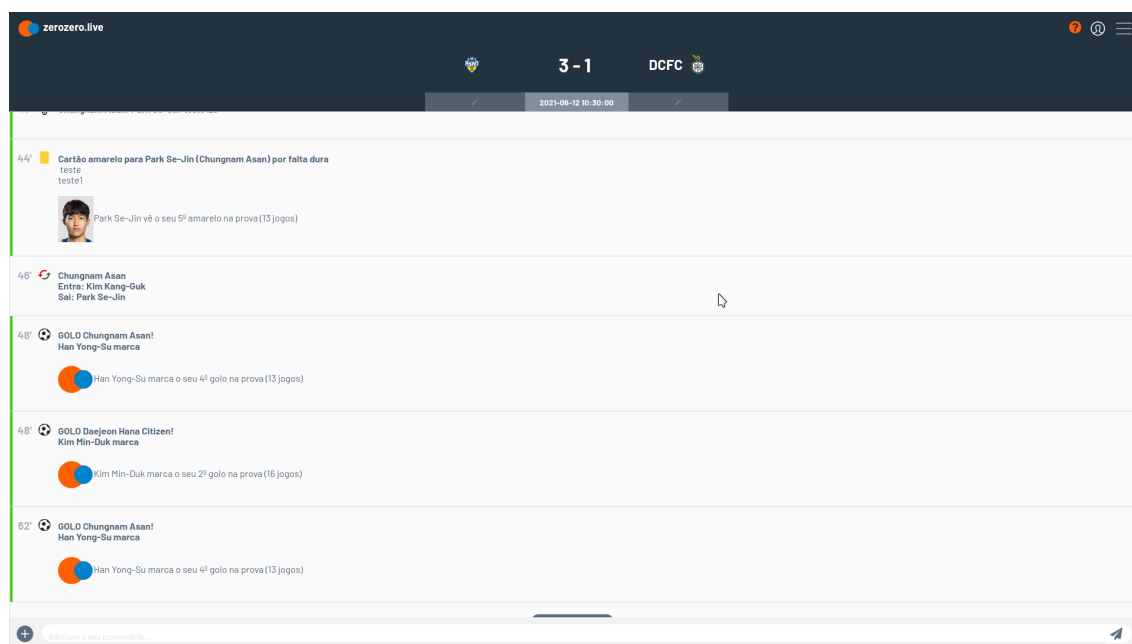 zerozero.live
?
3 - 1
DCFC
2021-06-12 10:30:00
44' Cartão amarelo para Park Se-Jin (Chungnam Asan) por falta dura
teste
teste1
Park Se-Jin vê o seu 5º amarelo na prova (13 jogos)
46' Chungnam Asan
Entra: Kim Kang-Guk
Sai: Park Se-Jin
48' GOLO Chungnam Asan!
Han Yong-Su marca
Han Yong-Su marca o seu 4º golo na prova (13 jogos)
48' GOLO Daejeon Hana Citizen!
Kim Min-Duk marca
Kim Min-Duk marca o seu 2º golo na prova (16 jogos)
62' GOLO Chungnam Asan!
Han Yong-Su marca
Han Yong-Su marca o seu 4º golo na prova (13 jogos)
Adicione o seu comentário...